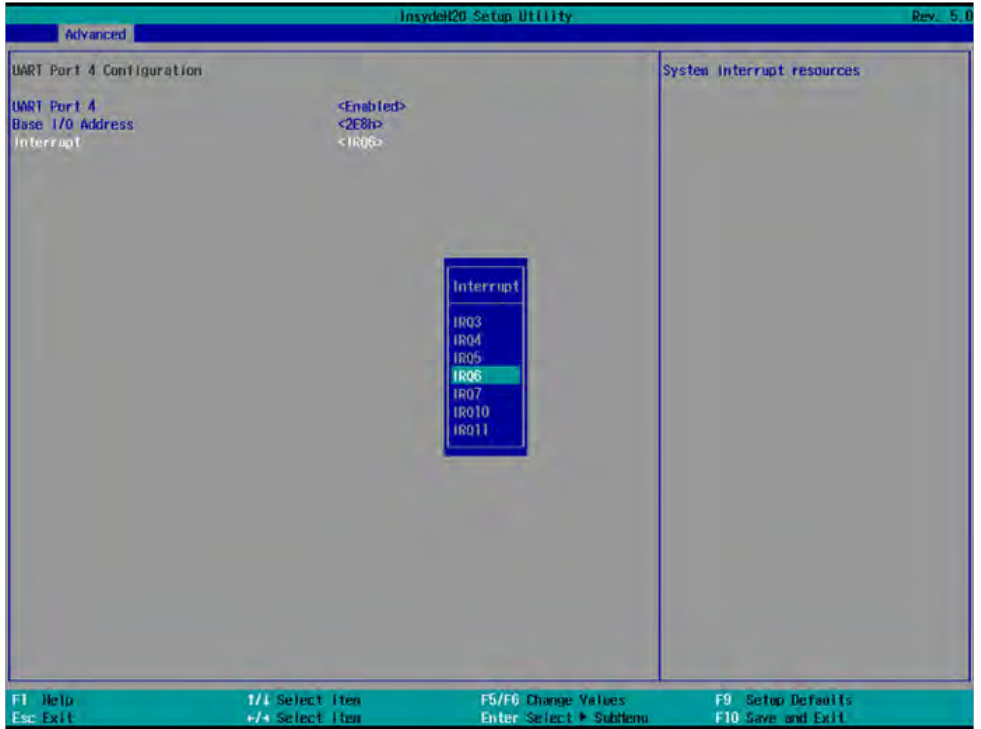 InsydeH20 Setup Utility Rev. 5.0
Advanced
UART Port 4 Configuration
System interrupt resources
UART Port 4 <Enabled>
Base I/O Address <2E8h>
Interrupt <IRQ6>
Interrupt
IRQ3
IRQ4
IRQ5
IRQ6
IRQ7
IRQ10
IRQ11
F1 Help ↑/↓ Select Item F5/F6 Change Values F9 Setup Defaults
Esc Exit ←/→ Select Item Enter Select ▶ SubMenu F10 Save and Exit